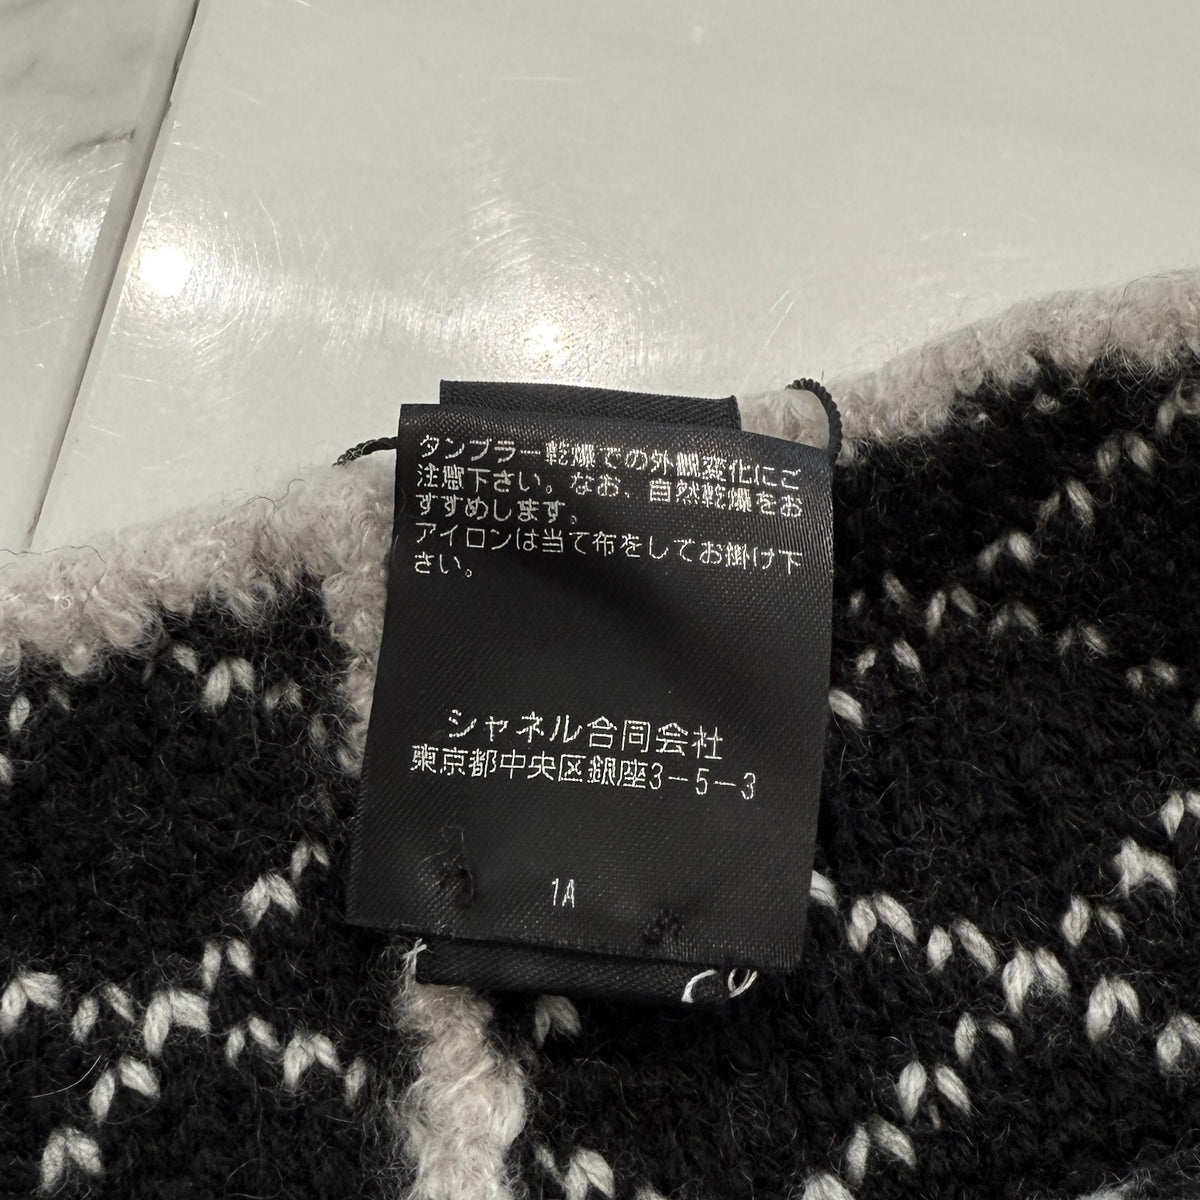 タンブラー乾燥での外観変化にご
注意下さい。なお、自然乾燥をお
すすめします。
アイロンは当て布をしてお掛け下
さい。
シャネル合同会社
東京都中央区銀座3-5-3
1A